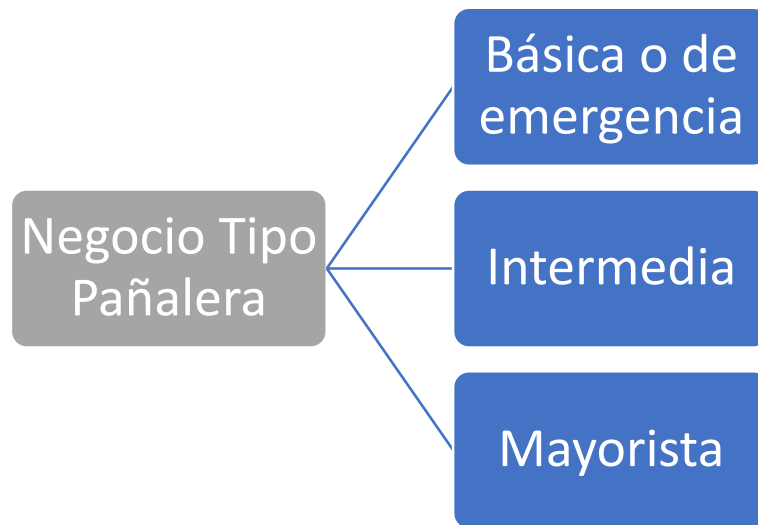 Básica o de
emergencia
Negocio Tipo
Pañalera
Intermedia
Mayorista